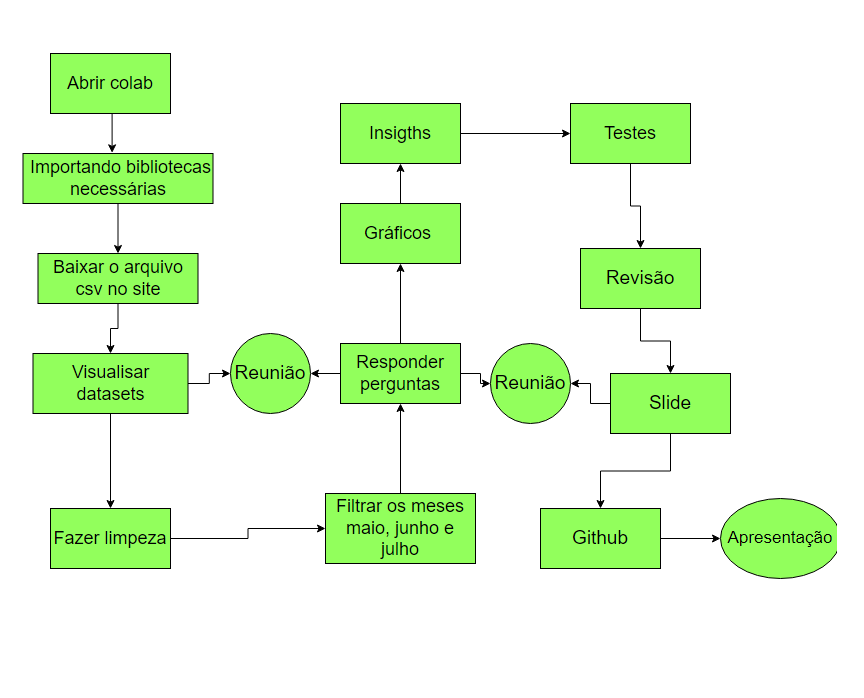 Abrir colab
Importando bibliotecas
necessárias
Baixar o arquivo
csv no site
Visualisar
datasets
Fazer limpeza
Reunião
Filtrar os meses
maio, junho e
julho
Responder
perguntas
Gráficos
Insigths
Reunião
Testes
Revisão
Slide
Github
Apresentação